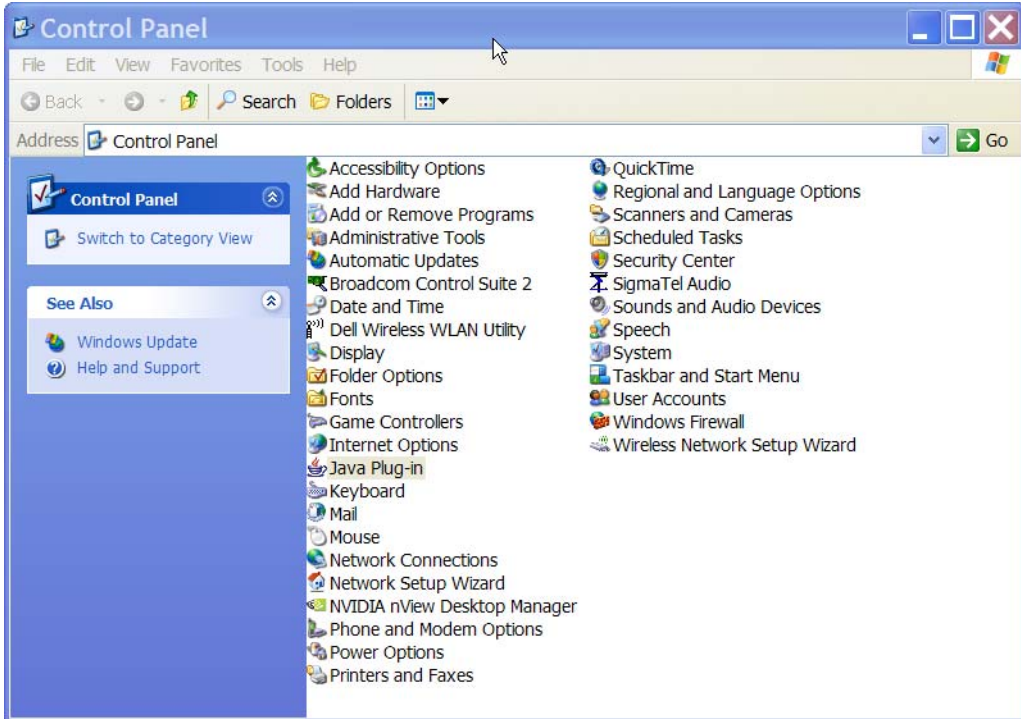 Control Panel
File Edit View Favorites Tools Help
Back Search Folders
Address Control Panel Go
Control Panel
Switch to Category View
See Also
Windows Update
Help and Support
Accessibility Options
Add Hardware
Add or Remove Programs
Administrative Tools
Automatic Updates
Broadcom Control Suite 2
Date and Time
Dell Wireless WLAN Utility
Display
Folder Options
Fonts
Game Controllers
Internet Options
Java Plug-in
Keyboard
Mail
Mouse
Network Connections
Network Setup Wizard
NVIDIA nView Desktop Manager
Phone and Modem Options
Power Options
Printers and Faxes
QuickTime
Regional and Language Options
Scanners and Cameras
Scheduled Tasks
Security Center
SigmaTel Audio
Sounds and Audio Devices
Speech
System
Taskbar and Start Menu
User Accounts
Windows Firewall
Wireless Network Setup Wizard